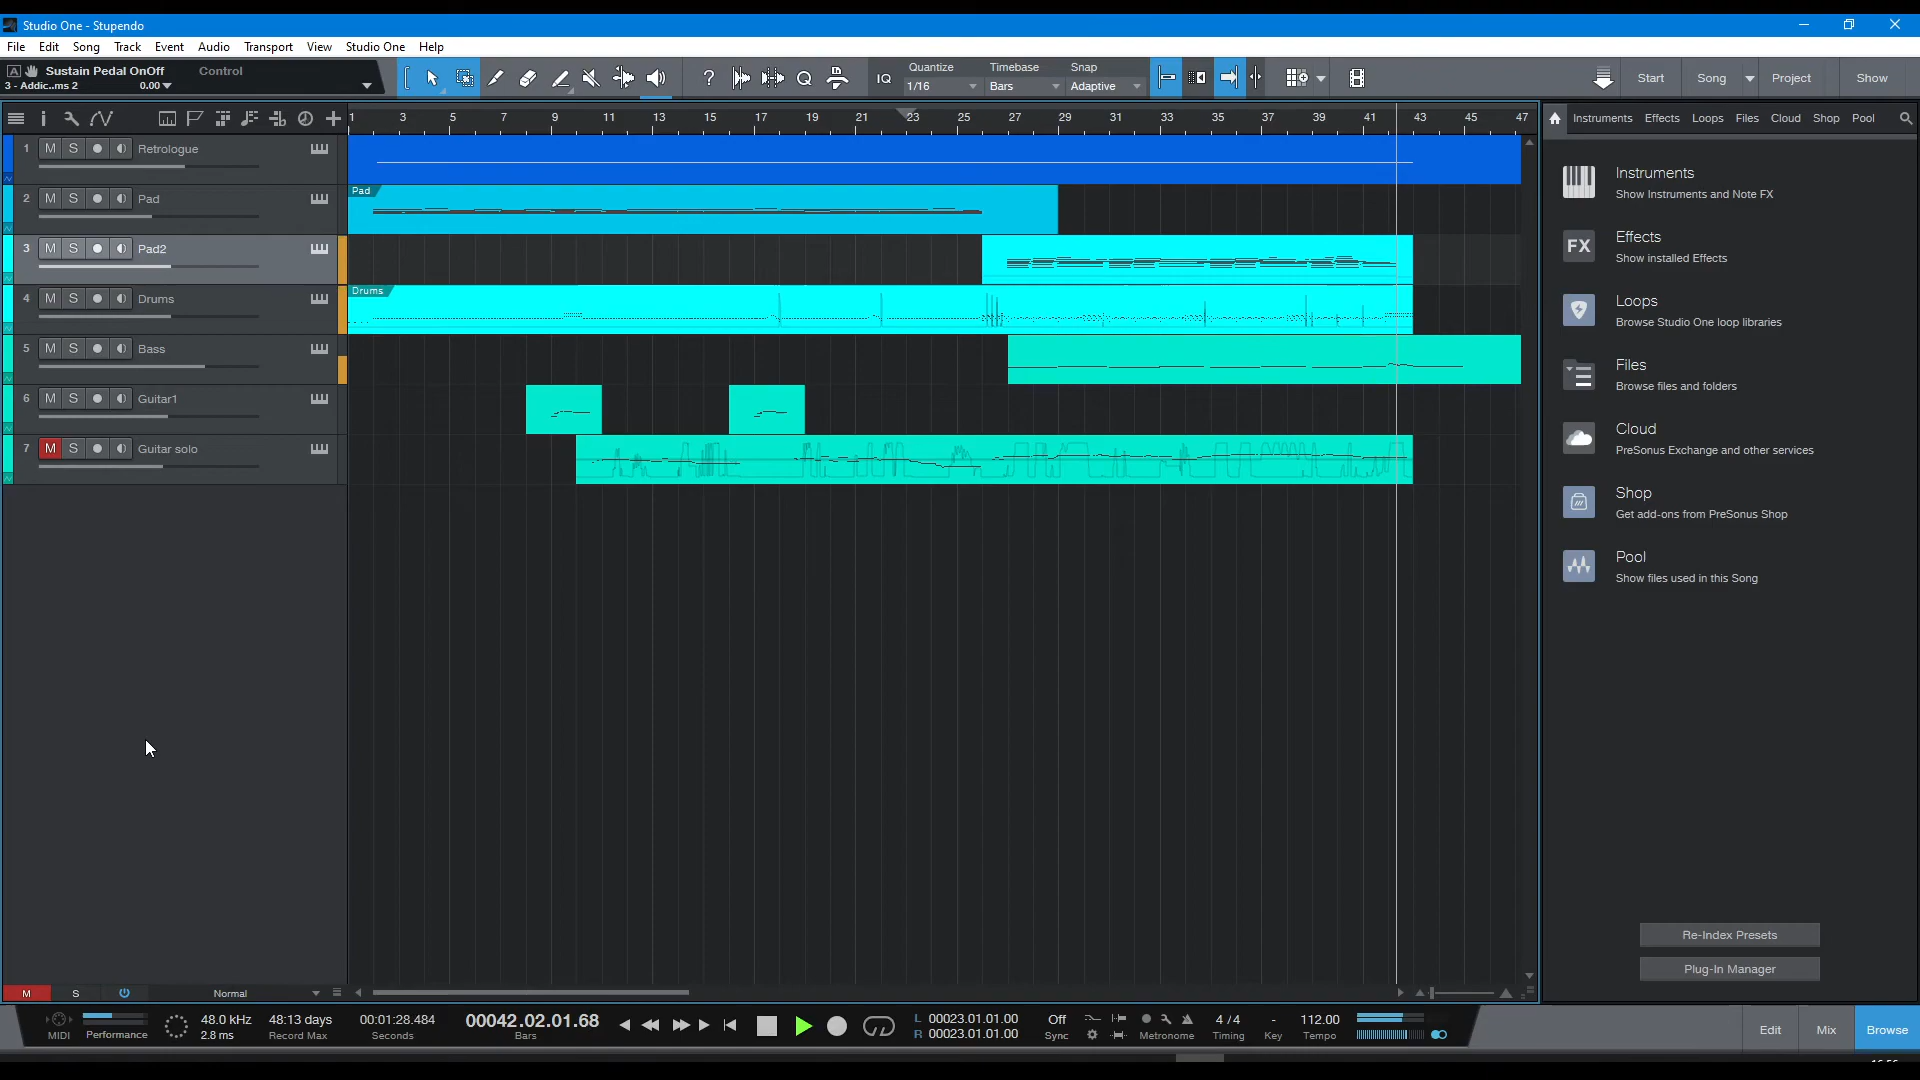 Studio One - Stupendo
File Edit Song Track Event Audio Transport View Studio One Help
A Sustain Pedal OnOff Control
3 - Addic..ms 2 0.00
? Q IQ
Quantize Timebase Snap
1/16 Bars Adaptive
Start Song Project Show
1 3 5 7 9 11 13 15 17 19 21 23 25 27 29 31 33 35 37 39 41 43 45 47
Instruments Effects Loops Files Cloud Shop Pool
1 M S Retrologue
2 M S Pad
3 M S Pad2
4 M S Drums
5 M S Bass
6 M S Guitar1
7 M S Guitar solo
Pad
Drums
Instruments
Show Instruments and Note FX
FX
Effects
Show installed Effects
Loops
Browse Studio One loop libraries
Files
Browse files and folders
Cloud
PreSonus Exchange and other services
Shop
Get add-ons from PreSonus Shop
Pool
Show files used in this Song
Re-Index Presets
Plug-In Manager
M S Normal
MIDI Performance
48.0 kHz
2.8 ms
48:13 days
Record Max
00:01:28.484
Seconds
00042.02.01.68
Bars
L 00023.01.01.00
R 00023.01.01.00
Off
Sync
Metronome
4 / 4
Timing
-
Key
112.00
Tempo
Edit Mix Browse